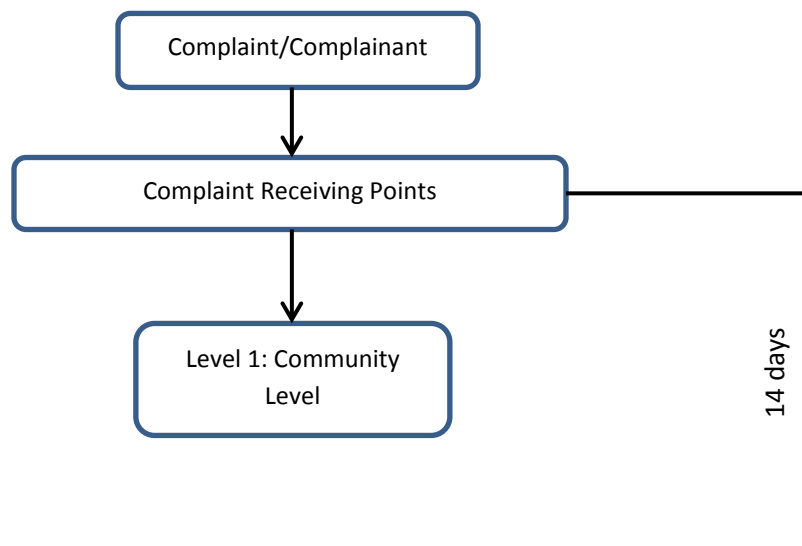 Complaint/Complainant
Complaint Receiving Points
Level 1: Community
Level
14 days